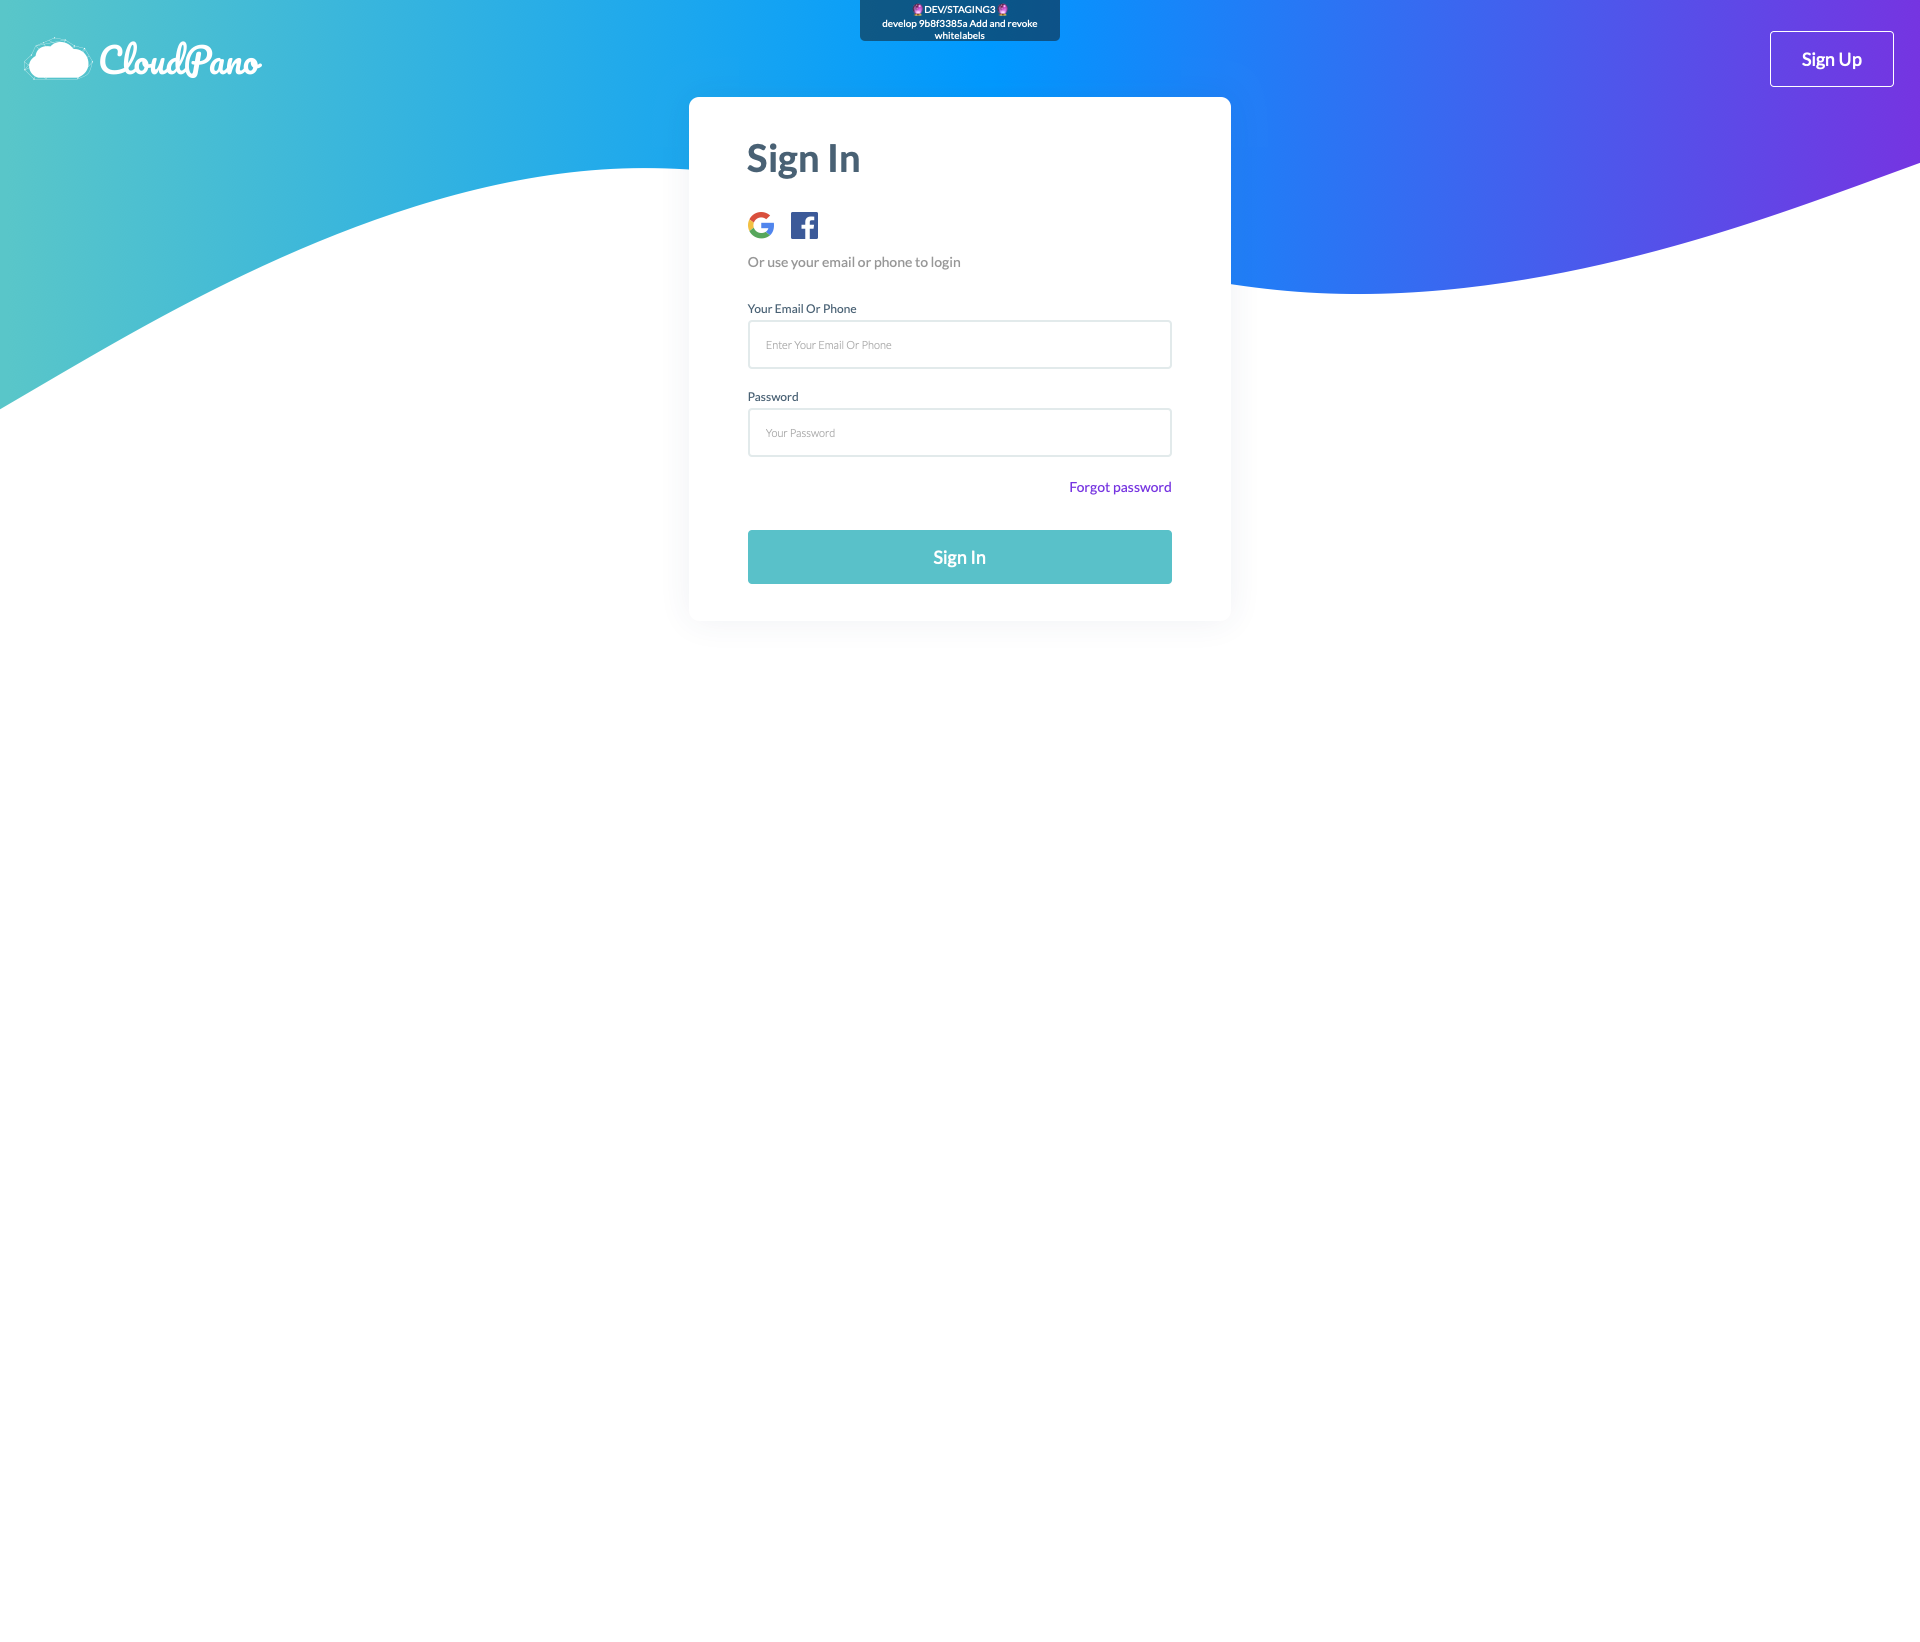 🔮DEV/STAGING3 🔮
develop 9b8f3385a Add and revoke
whitelabels
CloudPano
Sign Up
Sign In
Or use your email or phone to login
Your Email Or Phone
Enter Your Email Or Phone
Password
Your Password
Forgot password
Sign In